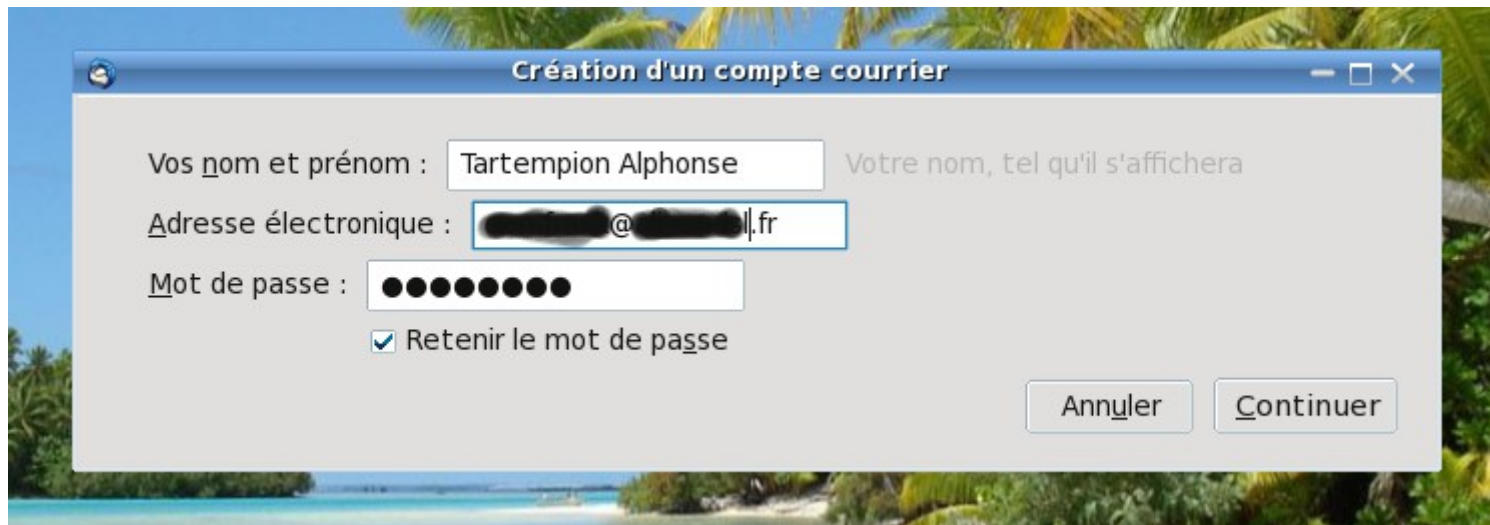 Création d'un compte courrier
Vos nom et prénom : Tartempion Alphonse Votre nom, tel qu'il s'affichera
Adresse électronique : @ l.fr
Mot de passe : ●●●●●●●●
Retenir le mot de passe
Annuler Continuer